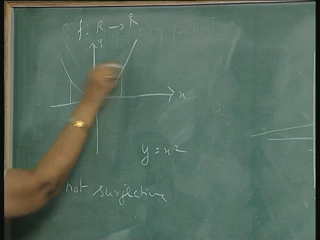 f: R → R
y
x
y = x²
not surjective